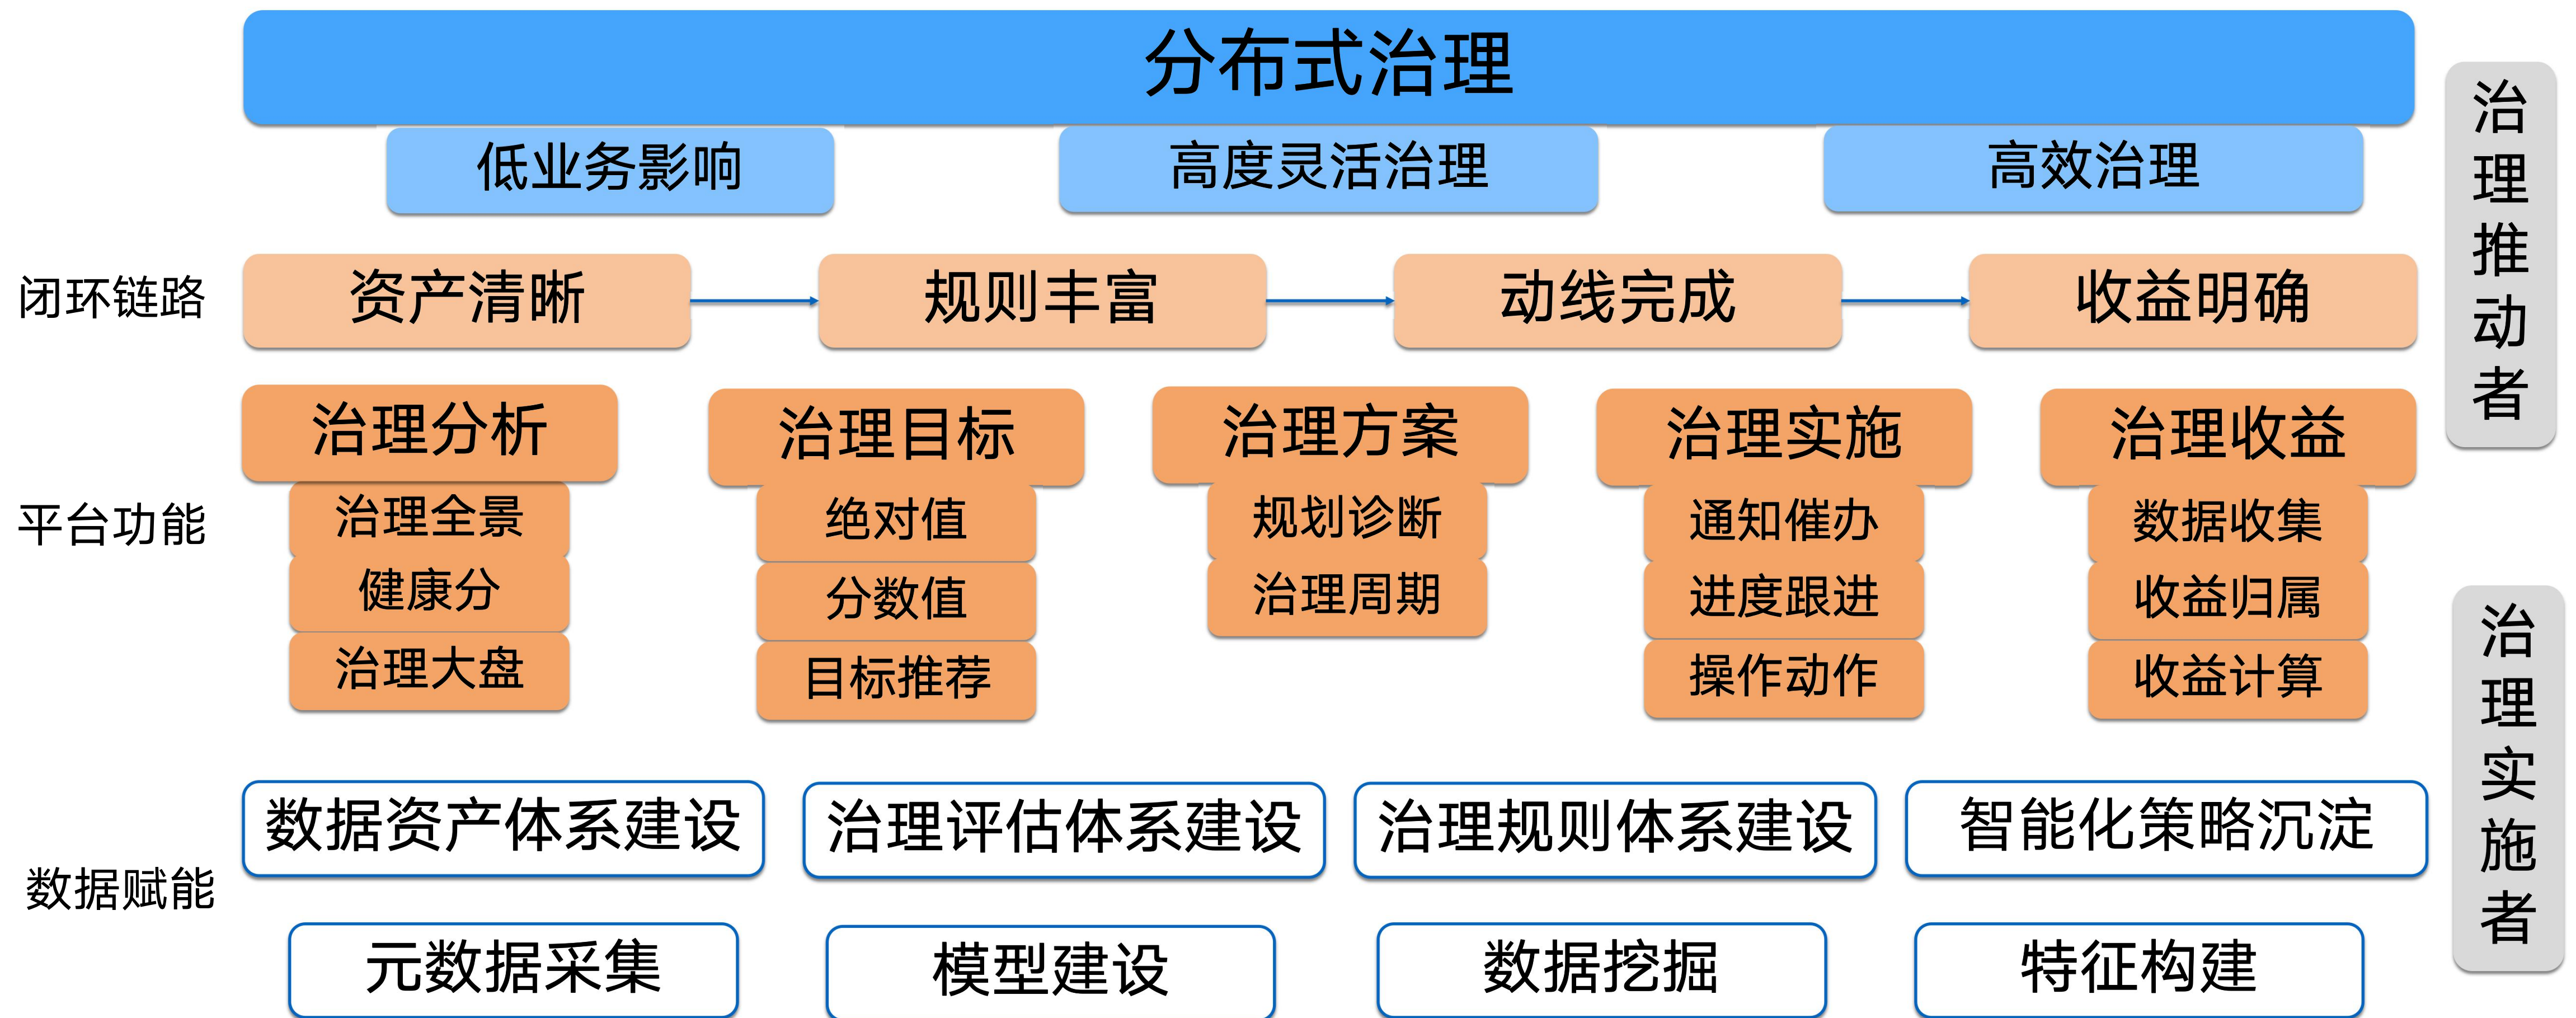 分布式治理
低业务影响
高度灵活治理
高效治理
闭环链路
资产清晰
规则丰富
动线完成
收益明确
平台功能
治理分析
治理全景
健康分
治理大盘
治理目标
绝对值
分数值
目标推荐
治理方案
规划诊断
治理周期
治理实施
通知催办
进度跟进
操作动作
治理收益
数据收集
收益归属
收益计算
数据赋能
数据资产体系建设
治理评估体系建设
治理规则体系建设
智能化策略沉淀
元数据采集
模型建设
数据挖掘
特征构建
治理推动者
治理实施者